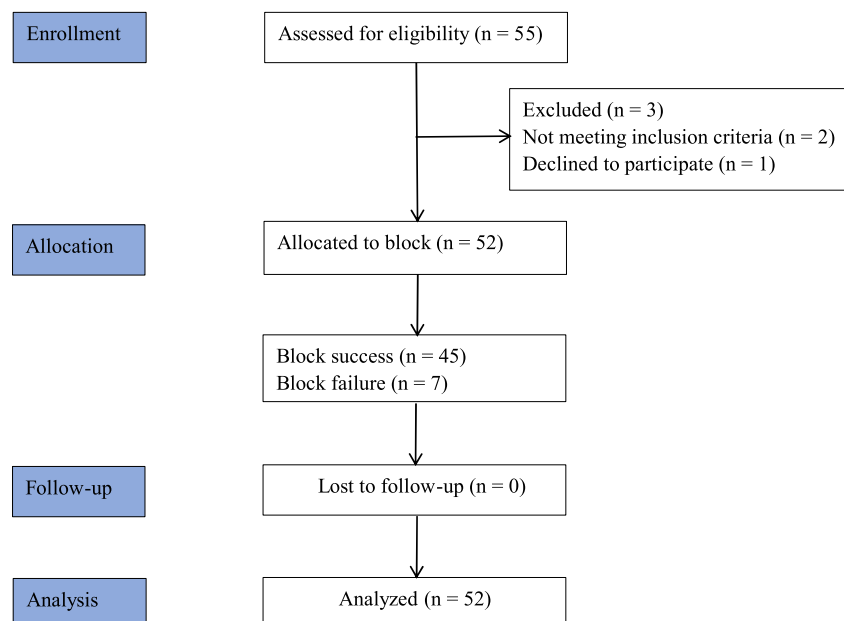 Enrollment
Assessed for eligibility (n = 55)
Excluded (n = 3)
Not meeting inclusion criteria (n = 2)
Declined to participate (n = 1)
Allocation
Allocated to block (n = 52)
Block success (n = 45)
Block failure (n = 7)
Follow-up
Lost to follow-up (n = 0)
Analysis
Analyzed (n = 52)